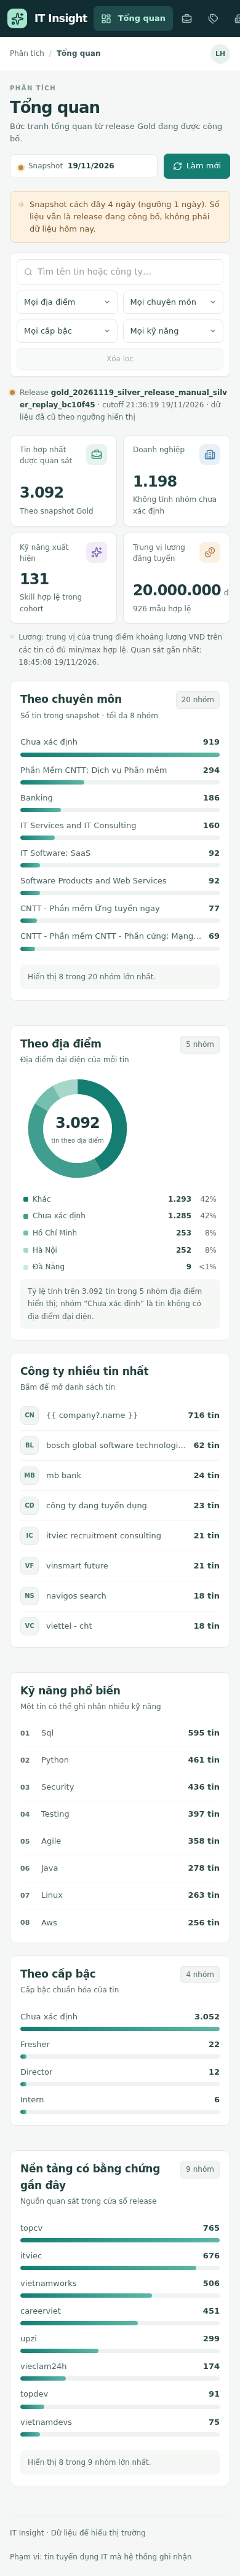 IT Insight
Tổng quan
Phân tích / Tổng quan
LH
PHÂN TÍCH
Tổng quan
Bức tranh tuyển dụng từ release Gold đang được công
bố.
Snapshot 19/11/2026
Làm mới
Snapshot cách đây 4 ngày (ngưỡng 1 ngày). Số
liệu vẫn là release đang công bố, không phải
dữ liệu hôm nay.
Tìm tên tin hoặc công ty…
Mọi địa điểm
Mọi chuyên môn
Mọi cấp bậc
Mọi kỹ năng
Xóa lọc
Release gold_20261119_silver_release_manual_silv
er_replay_bc10f45 · cutoff 21:36:19 19/11/2026 · dữ
liệu đã cũ theo ngưỡng hiển thị
Tin hợp nhất
được quan sát
3.092
Theo snapshot Gold
Doanh nghiệp
1.198
Không tính nhóm chưa
xác định
Kỹ năng xuất
hiện
131
Skill hợp lệ trong
cohort
Trung vị lương
đăng tuyển
20.000.000 đ
926 mẫu hợp lệ
Lương: trung vị của trung điểm khoảng lương VND trên
các tin có đủ min/max hợp lệ. Quan sát gần nhất:
18:45:08 19/11/2026.
Theo chuyên môn
20 nhóm
Số tin trong snapshot · tối đa 8 nhóm
Chưa xác định 919
Phần Mềm CNTT; Dịch vụ Phần mềm 294
Banking 186
IT Services and IT Consulting 160
IT Software; SaaS 92
Software Products and Web Services 92
CNTT - Phần mềm Ứng tuyển ngay 77
CNTT - Phần mềm CNTT - Phần cứng; Mạng… 69
Hiển thị 8 trong 20 nhóm lớn nhất.
Theo địa điểm
5 nhóm
Địa điểm đại diện của mỗi tin
3.092
tin theo địa điểm
Khác 1.293 42%
Chưa xác định 1.285 42%
Hồ Chí Minh 253 8%
Hà Nội 252 8%
Đà Nẵng 9 <1%
Tỷ lệ tính trên 3.092 tin trong 5 nhóm địa điểm
hiển thị; nhóm “Chưa xác định” là tin không có
địa điểm đại diện.
Công ty nhiều tin nhất
Bấm để mở danh sách tin
CN {{ company?.name }} 716 tin
BL bosch global software technologi… 62 tin
MB mb bank 24 tin
CD công ty đang tuyển dụng 23 tin
IC itviec recruitment consulting 21 tin
VF vinsmart future 21 tin
NS navigos search 18 tin
VC viettel - cht 18 tin
Kỹ năng phổ biến
Một tin có thể ghi nhận nhiều kỹ năng
01 Sql 595 tin
02 Python 461 tin
03 Security 436 tin
04 Testing 397 tin
05 Agile 358 tin
06 Java 278 tin
07 Linux 263 tin
08 Aws 256 tin
Theo cấp bậc
4 nhóm
Cấp bậc chuẩn hóa của tin
Chưa xác định 3.052
Fresher 22
Director 12
Intern 6
Nền tảng có bằng chứng
gần đây
9 nhóm
Nguồn quan sát trong cửa sổ release
topcv 765
itviec 676
vietnamworks 506
careerviet 451
upzi 299
vieclam24h 174
topdev 91
vietnamdevs 75
Hiển thị 8 trong 9 nhóm lớn nhất.
IT Insight · Dữ liệu để hiểu thị trường
Phạm vi: tin tuyển dụng IT mà hệ thống ghi nhận